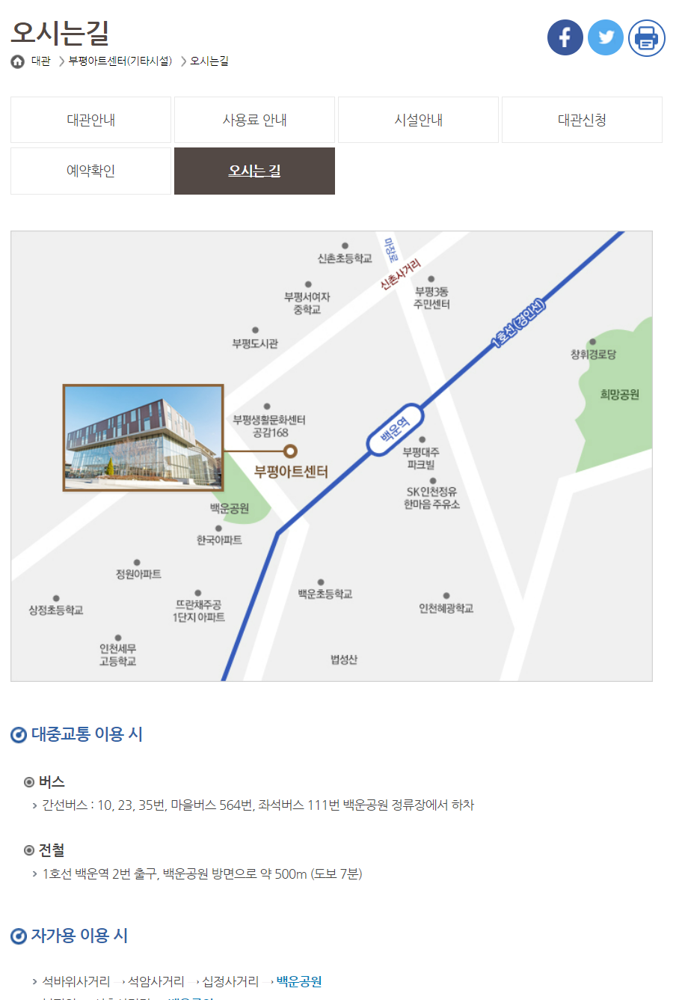 오시는길
대관 부평아트센터(기타시설) 오시는길
대관안내 사용료 안내 시설안내 대관신청
예약확인 오시는 길
마장로
신촌초등학교
신촌사거리
부평서여자
중학교
부평3동
주민센터
1호선(경인선)
부평도시관
창휘경로당
희망공원
부평생활문화센터
공감168
백운역
부평대주
파크빌
부평아트센터
SK인천정유
한마음 주유소
백운공원
한국아파트
정원아파트
백운초등학교
뜨란채주공
1단지 아파트
상정초등학교
인천혜광학교
인천세무
고등학교
법성산
대중교통 이용 시
버스
간선버스 : 10, 23, 35번, 마을버스 564번, 좌석버스 111번 백운공원 정류장에서 하차
전철
1호선 백운역 2번 출구, 백운공원 방면으로 약 500m (도보 7분)
자가용 이용 시
석바위사거리 → 석암사거리 → 십정사거리 → 백운공원